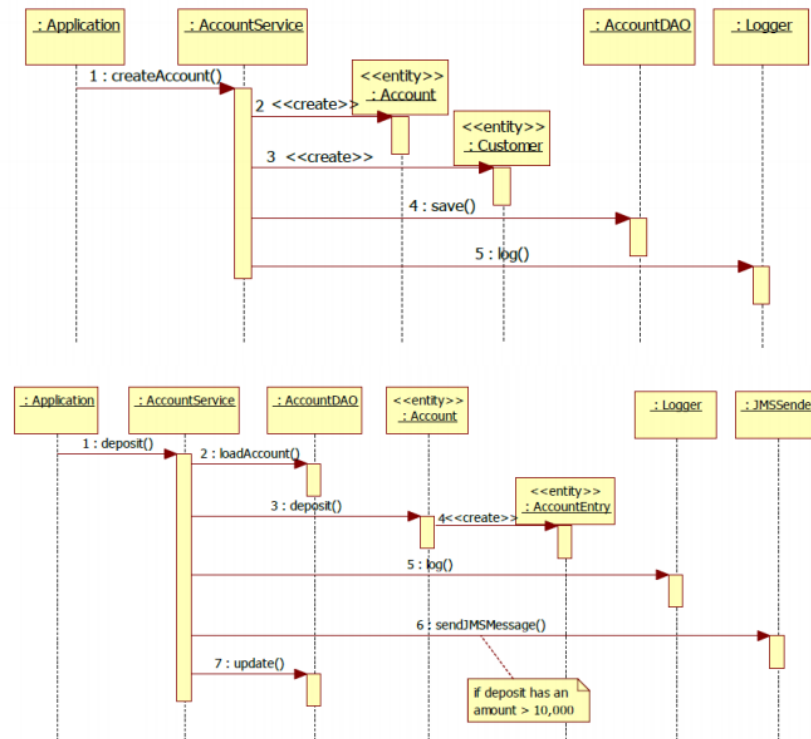 : Application
: AccountService
: AccountDAO
: Logger
<<entity>>
: Account
1 : createAccount()
2 <<create>>
<<entity>>
: Customer
3 <<create>>
4 : save()
5 : log()
: Application
: AccountService
: AccountDAO
<<entity>>
: Account
: Logger
: JMSSende
1 : deposit()
2 : loadAccount()
<<entity>>
: AccountEntry
3 : deposit()
4<<create>>
5 : log()
6 : sendJMSMessage()
7 : update()
if deposit has an
amount > 10,000